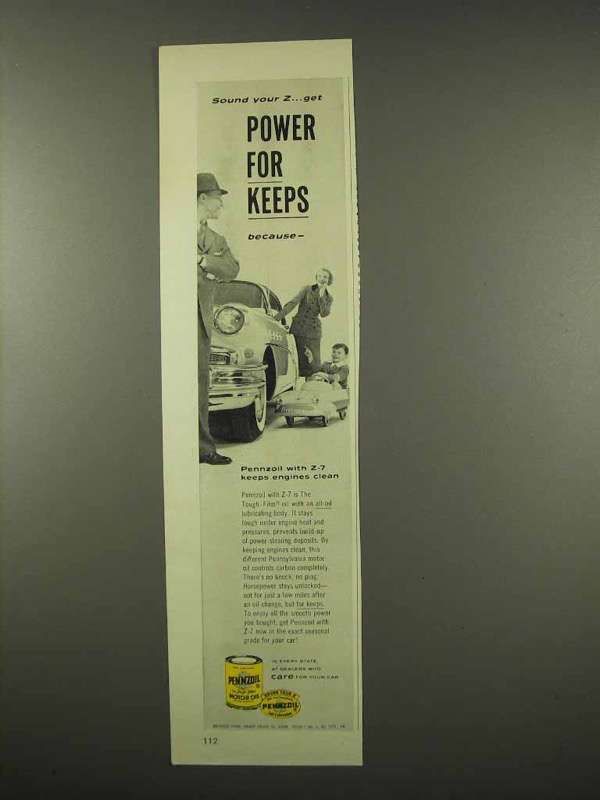 Sound your Z...get
POWER
FOR
KEEPS
because—
Pennzoil with Z-7
keeps engines clean
Pennzoil with Z-7 is The
Tough-Film® oil with an all-oil
lubricating body. It stays
tough under engine heat and
pressures, prevents build-up
of power-stealing deposits. By
keeping engines clean, this
different Pennsylvania motor
oil controls carbon completely.
There's no knock, no ping.
Horsepower stays unlocked—
not for just a few miles after
an oil change, but for keeps.
To enjoy all the smooth power
you bought, get Pennzoil with
Z-7 now in the exact seasonal
grade for your car!
IN EVERY STATE,
AT DEALERS WHO
care FOR YOUR CAR
PENNZOIL
MOTOR OIL
SOUND YOUR Z
PENNZOIL
112